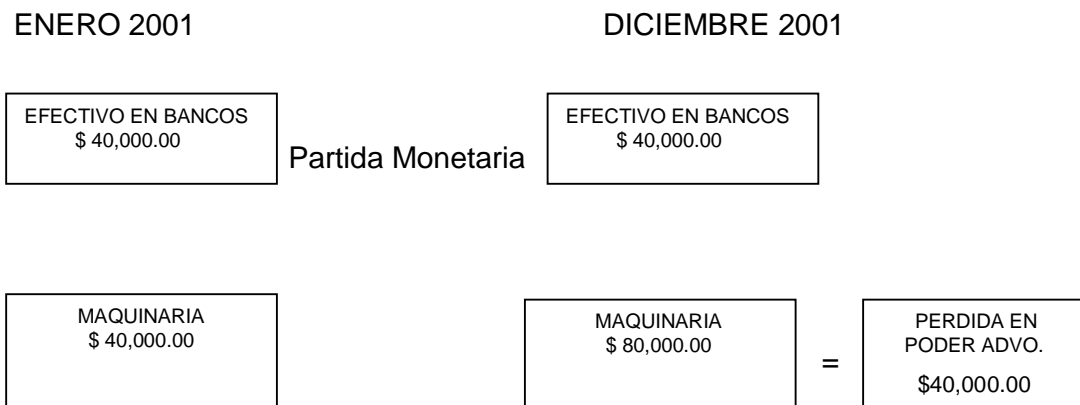 ENERO 2001
DICIEMBRE 2001
EFECTIVO EN BANCOS
$ 40,000.00
Partida Monetaria
EFECTIVO EN BANCOS
$ 40,000.00
MAQUINARIA
$ 40,000.00
MAQUINARIA
$ 80,000.00
=
PERDIDA EN
PODER ADVO.
$40,000.00